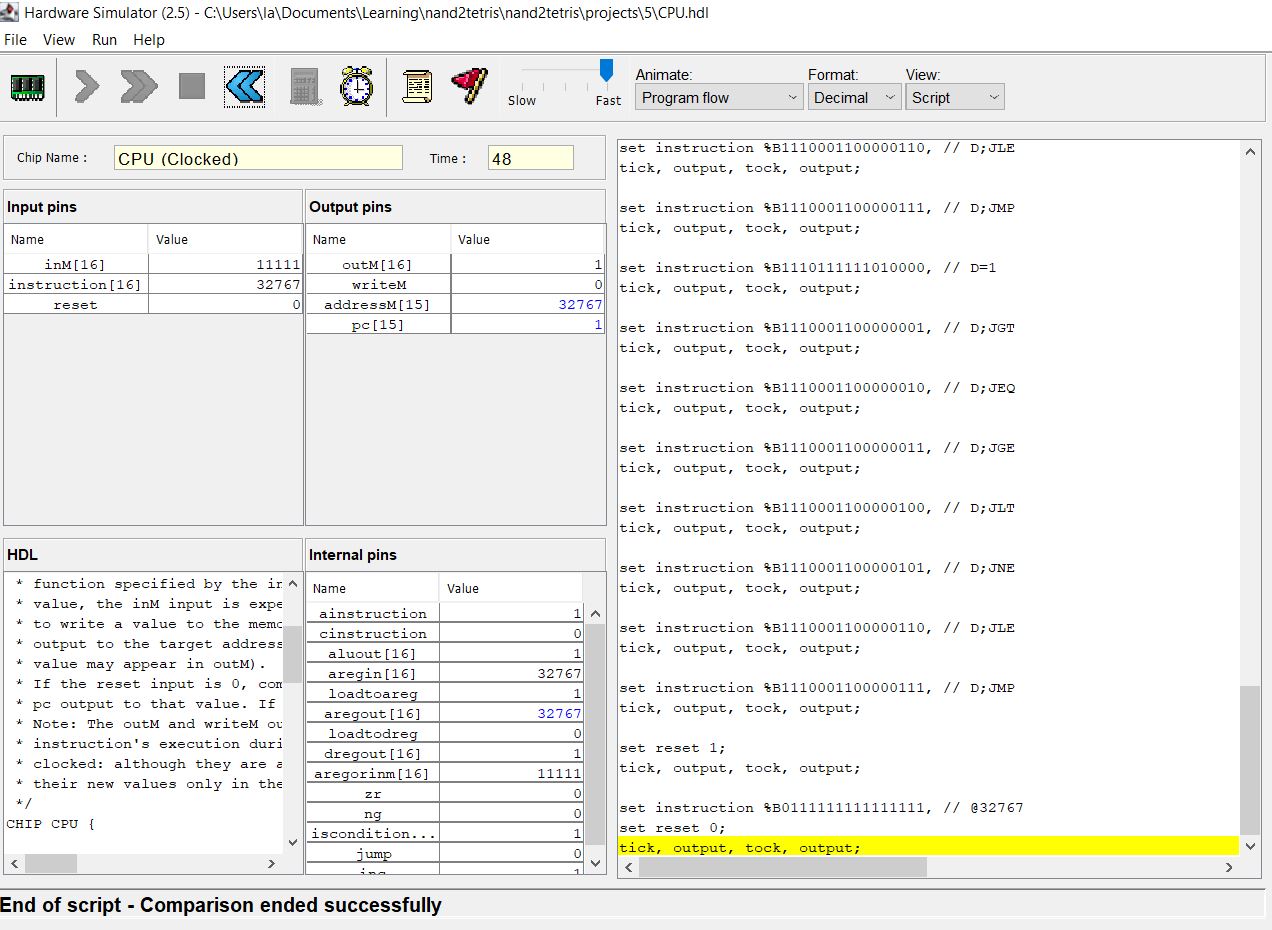 Hardware Simulator (2.5) - C:\Users\la\Documents\Learning\nand2tetris\nand2tetris\projects\5\CPU.hdl
File View Run Help
Slow Fast
Animate: Format: View:
Program flow Decimal Script
Chip Name : CPU (Clocked) Time : 48
Input pins
Name Value
inM[16] 11111
instruction[16] 32767
reset 0
Output pins
Name Value
outM[16] 1
writeM 0
addressM[15] 32767
pc[15] 1
HDL
* function specified by the in
* value, the inM input is expe
* to write a value to the memo
* output to the target address
* value may appear in outM).
* If the reset input is 0, com
* pc output to that value. If
* Note: The outM and writeM ou
* instruction's execution duri
* clocked: although they are a
* their new values only in the
*/
CHIP CPU {
Internal pins
Name Value
ainstruction 1
cinstruction 0
aluout[16] 1
aregin[16] 32767
loadtoareg 1
aregout[16] 32767
loadtodreg 0
dregout[16] 1
aregorinm[16] 11111
zr 0
ng 0
iscondition... 1
jump 0
inc 1
set instruction %B1110001100000110, // D;JLE
tick, output, tock, output;
set instruction %B1110001100000111, // D;JMP
tick, output, tock, output;
set instruction %B1110111111010000, // D=1
tick, output, tock, output;
set instruction %B1110001100000001, // D;JGT
tick, output, tock, output;
set instruction %B1110001100000010, // D;JEQ
tick, output, tock, output;
set instruction %B1110001100000011, // D;JGE
tick, output, tock, output;
set instruction %B1110001100000100, // D;JLT
tick, output, tock, output;
set instruction %B1110001100000101, // D;JNE
tick, output, tock, output;
set instruction %B1110001100000110, // D;JLE
tick, output, tock, output;
set instruction %B1110001100000111, // D;JMP
tick, output, tock, output;
set reset 1;
tick, output, tock, output;
set instruction %B0111111111111111, // @32767
set reset 0;
tick, output, tock, output;
End of script - Comparison ended successfully